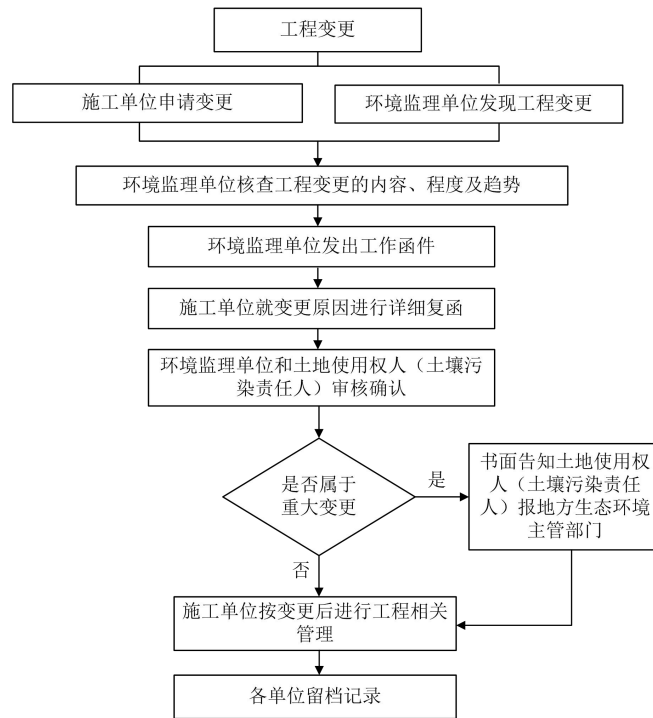 工程变更
施工单位申请变更
环境监理单位发现工程变更
环境监理单位核查工程变更的内容、程度及趋势
环境监理单位发出工作函件
施工单位就变更原因进行详细复函
环境监理单位和土地使用权人（土壤污
染责任人）审核确认
是否属于
重大变更
是
书面告知土地使用权
人（土壤污染责任
人）报地方生态环境
主管部门
否
施工单位按变更后进行工程相关
管理
各单位留档记录